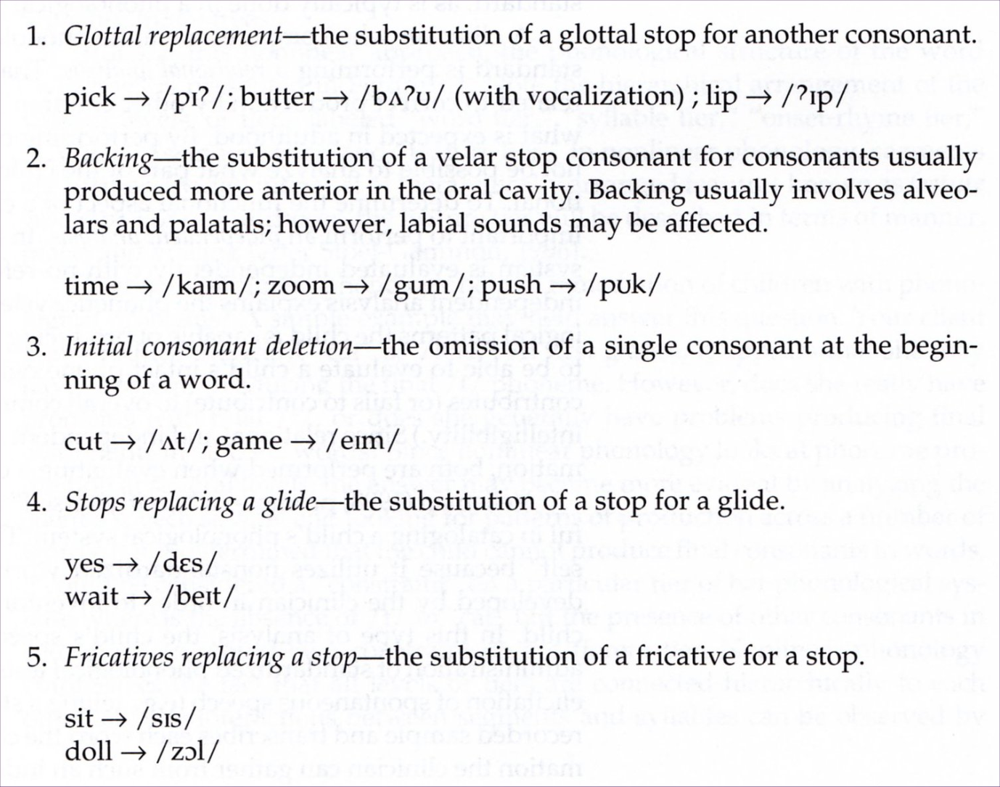 1. Glottal replacement—the substitution of a glottal stop for another consonant.
pick → /pɪʔ/; butter → /bʌʔʊ/ (with vocalization) ; lip → /ʔɪp/
2. Backing—the substitution of a velar stop consonant for consonants usually
produced more anterior in the oral cavity. Backing usually involves alveo-
lars and palatals; however, labial sounds may be affected.
time → /kaɪm/; zoom → /gum/; push → /pʊk/
3. Initial consonant deletion—the omission of a single consonant at the begin-
ning of a word.
cut → /ʌt/; game → /eɪm/
4. Stops replacing a glide—the substitution of a stop for a glide.
yes → /dɛs/
wait → /beɪt/
5. Fricatives replacing a stop—the substitution of a fricative for a stop.
sit → /sɪs/
doll → /zɔl/